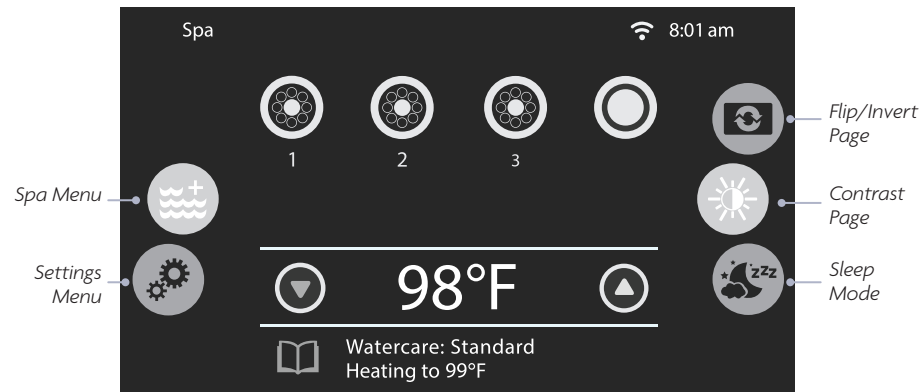 Spa
8:01 am
1
2
3
Flip/Invert
Page
Spa Menu
Contrast
Page
Settings
Menu
98°F
zzz
Sleep
Mode
Watercare: Standard
Heating to 99°F